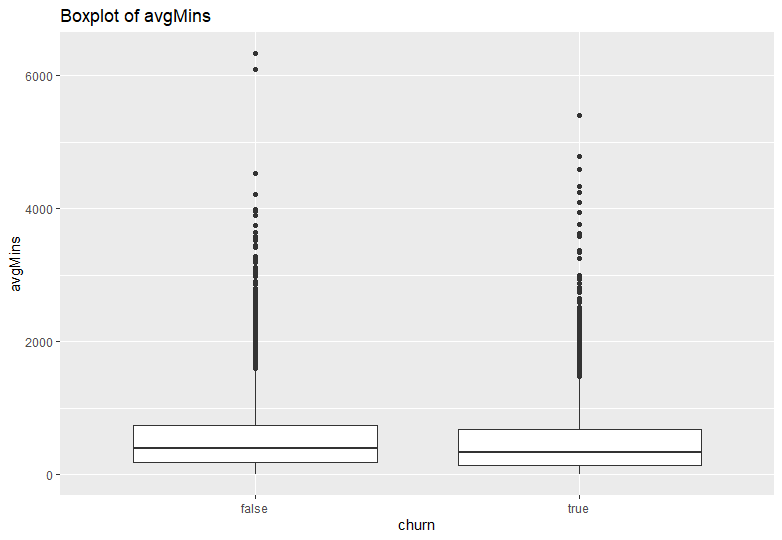 Boxplot of avgMins
6000
4000
2000
0
avgMins
false
true
churn